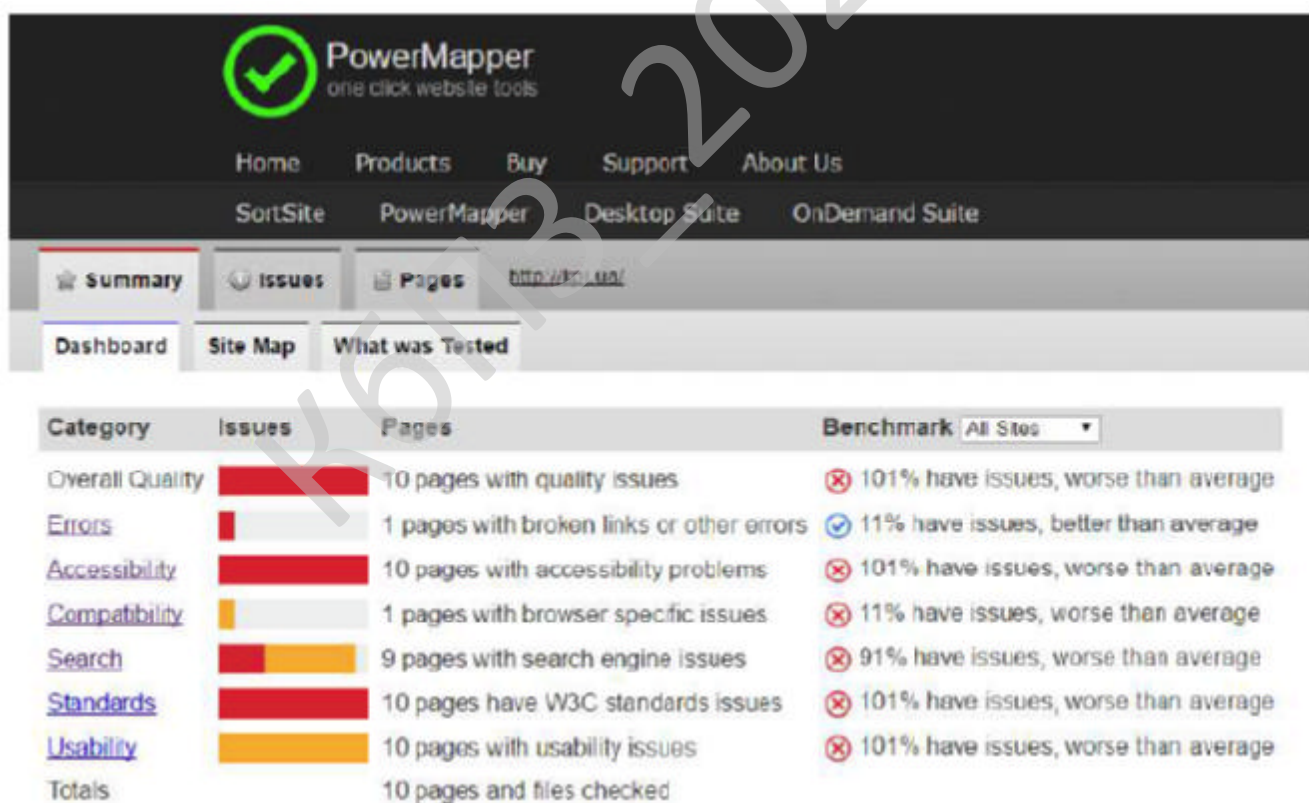 PowerMapper
one click website tools
Home Products Buy Support About Us
SortSite PowerMapper Desktop Suite OnDemand Suite
Summary Issues Pages
Dashboard Site Map What was Tested
Category Issues Pages Benchmark All Sites
Overall Quality 10 pages with quality issues 101% have issues, worse than average
Errors 1 pages with broken links or other errors 11% have issues, better than average
Accessibility 10 pages with accessibility problems 101% have issues, worse than average
Compatibility 1 pages with browser specific issues 11% have issues, worse than average
Search 9 pages with search engine issues 91% have issues, worse than average
Standards 10 pages have W3C standards issues 101% have issues, worse than average
Usability 10 pages with usability issues 101% have issues, worse than average
Totals 10 pages and files checked